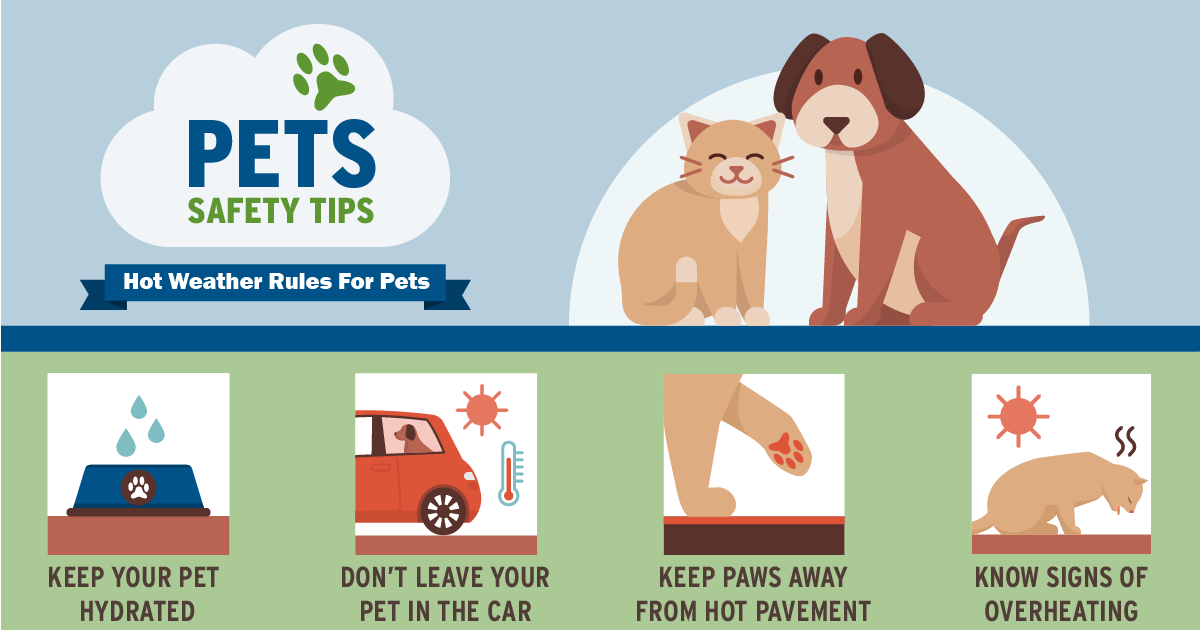 PETS
SAFETY TIPS
Hot Weather Rules For Pets
KEEP YOUR PET
HYDRATED
DON'T LEAVE YOUR
PET IN THE CAR
KEEP PAWS AWAY
FROM HOT PAVEMENT
KNOW SIGNS OF
OVERHEATING